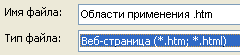 Имя файла: Области применения .htm
Тип файла: Веб-страница (*.htm; *.html)